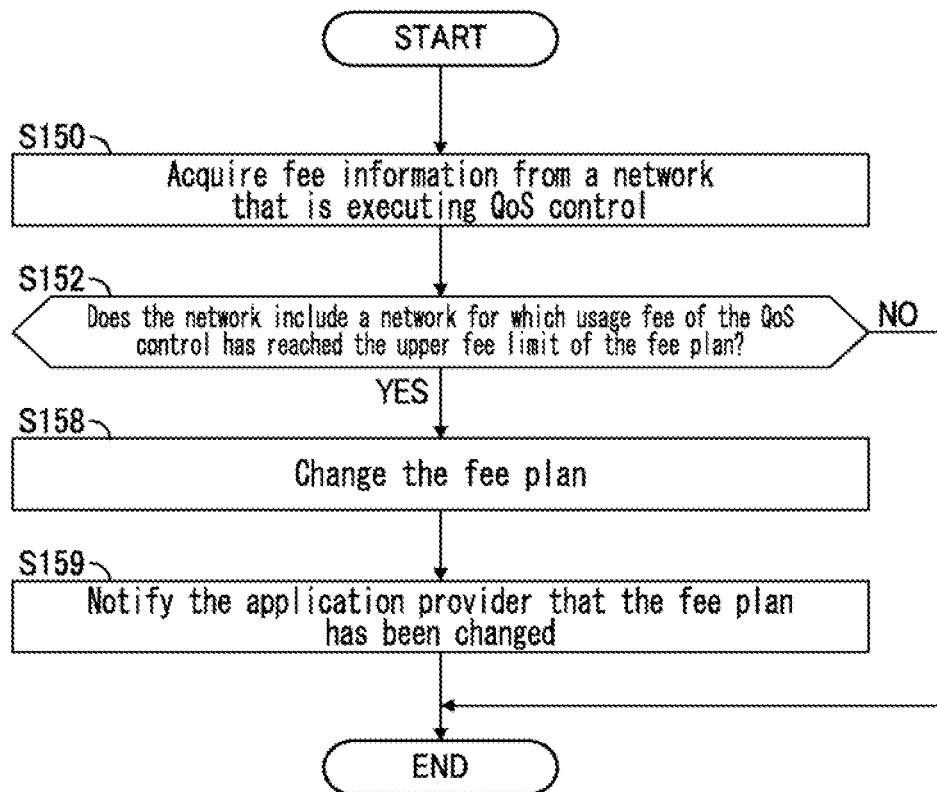 START
S150
Acquire fee information from a network
that is executing QoS control
S152
Does the network include a network for which usage fee of the QoS
control has reached the upper fee limit of the fee plan?
NO
YES
S158
Change the fee plan
S159
Notify the application provider that the fee plan
has been changed
END